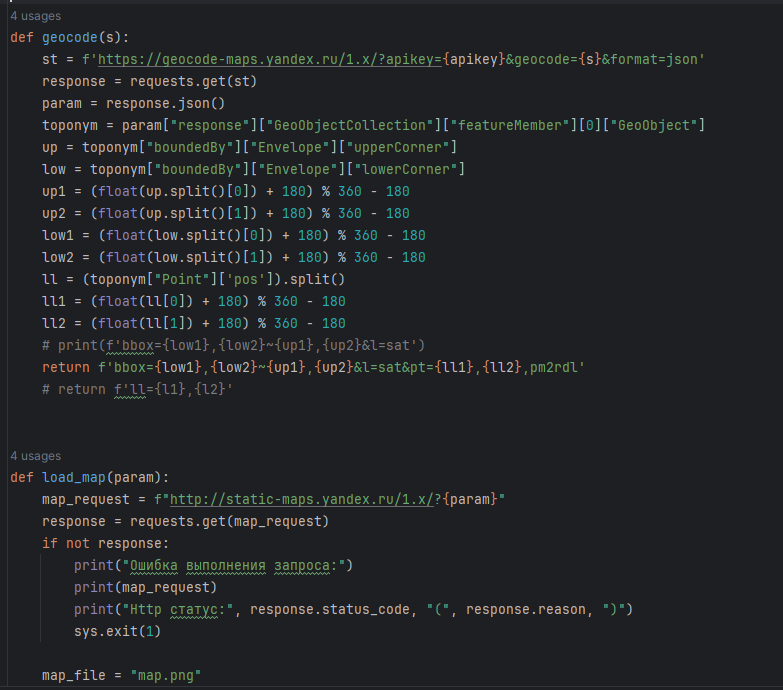 4 usages
def geocode(s):
    st = f'https://geocode-maps.yandex.ru/1.x/?apikey={apikey}&geocode={s}&format=json'
    response = requests.get(st)
    param = response.json()
    toponym = param["response"]["GeoObjectCollection"]["featureMember"][0]["GeoObject"]
    up = toponym["boundedBy"]["Envelope"]["upperCorner"]
    low = toponym["boundedBy"]["Envelope"]["lowerCorner"]
    up1 = (float(up.split()[0]) + 180) % 360 - 180
    up2 = (float(up.split()[1]) + 180) % 360 - 180
    low1 = (float(low.split()[0]) + 180) % 360 - 180
    low2 = (float(low.split()[1]) + 180) % 360 - 180
    ll = (toponym["Point"]['pos']).split()
    ll1 = (float(ll[0]) + 180) % 360 - 180
    ll2 = (float(ll[1]) + 180) % 360 - 180
    # print(f'bbox={low1},{low2}~{up1},{up2}&l=sat')
    return f'bbox={low1},{low2}~{up1},{up2}&l=sat&pt={ll1},{ll2},pm2rdl'
    # return f'll={l1},{l2}'
4 usages
def load_map(param):
    map_request = f"http://static-maps.yandex.ru/1.x/?{param}"
    response = requests.get(map_request)
    if not response:
        print("Ошибка выполнения запроса:")
        print(map_request)
        print("Http статус:", response.status_code, "(", response.reason, ")")
        sys.exit(1)
    map_file = "map.png"